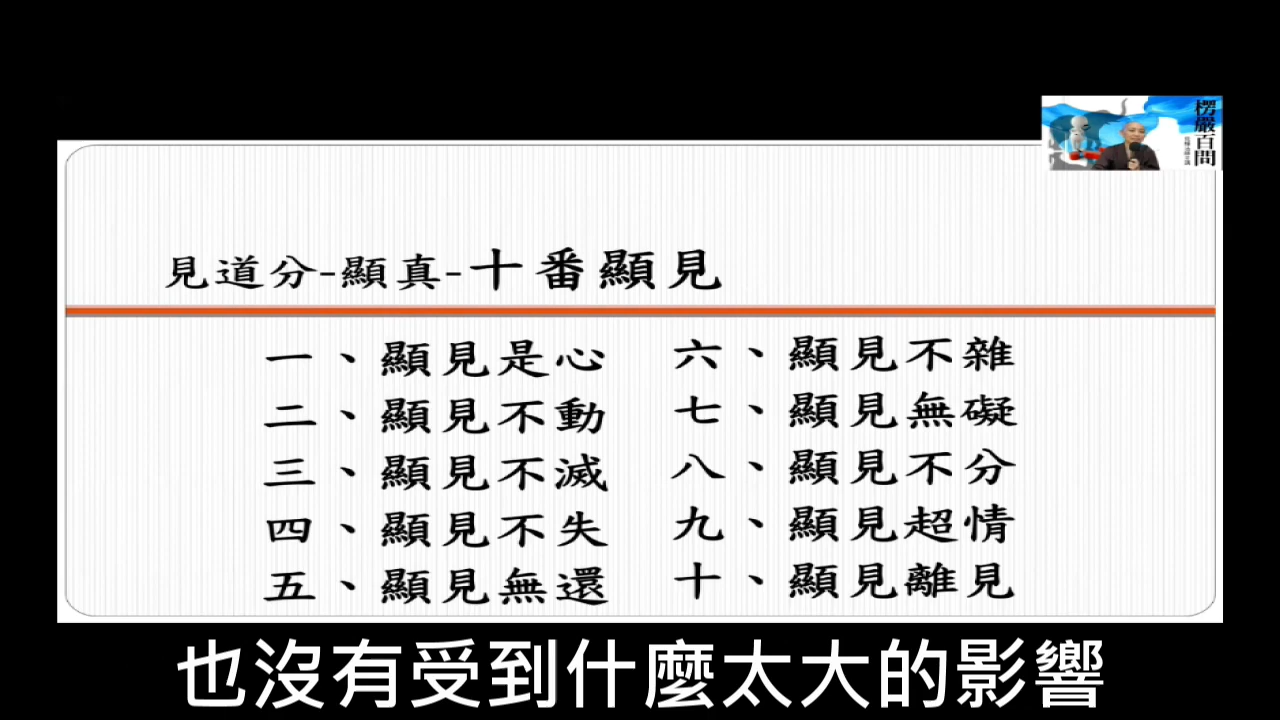 楞嚴百問
見道分-顯真-十番顯見
一、顯見是心
二、顯見不動
三、顯見不滅
四、顯見不失
五、顯見無還
六、顯見不雜
七、顯見無礙
八、顯見不分
九、顯見超情
十、顯見離見
也沒有受到什麼太大的影響